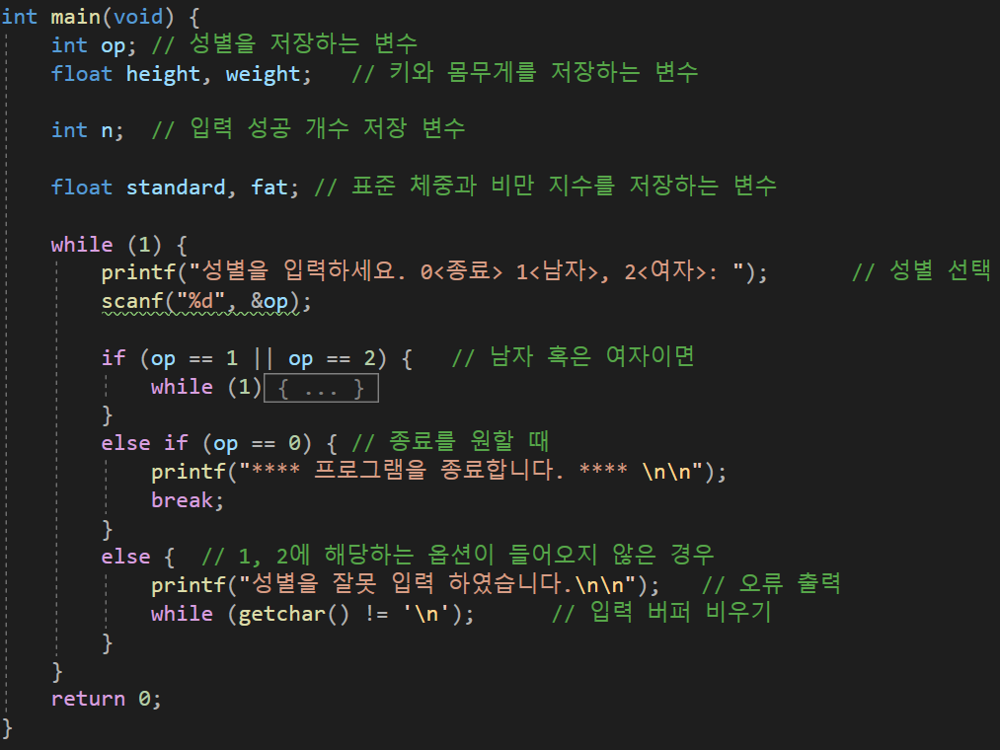 int main(void) {
int op; // 성별을 저장하는 변수
float height, weight; // 키와 몸무게를 저장하는 변수
int n; // 입력 성공 개수 저장 변수
float standard, fat; // 표준 체중과 비만 지수를 저장하는 변수
while (1) {
printf("성별을 입력하세요. 0<종료> 1<남자>, 2<여자>: "); // 성별 선택
scanf("%d", &op);
if (op == 1 || op == 2) { // 남자 혹은 여자이면
while (1){ ... }
}
else if (op == 0) { // 종료를 원할 때
printf("**** 프로그램을 종료합니다. **** \n\n");
break;
}
else { // 1, 2에 해당하는 옵션이 들어오지 않은 경우
printf("성별을 잘못 입력 하였습니다.\n\n"); // 오류 출력
while (getchar() != '\n'); // 입력 버퍼 비우기
}
}
return 0;
}